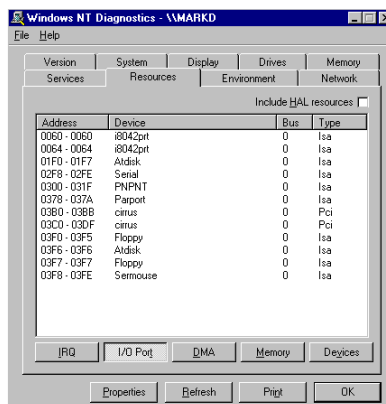 Windows NT Diagnostics - \\MARKD
File Help
Version System Display Drives Memory
Services Resources Environment Network
Include HAL resources
Address Device Bus Type
0060 - 0060 i8042prt 0 Isa
0064 - 0064 i8042prt 0 Isa
01F0 - 01F7 Atdisk 0 Isa
02F8 - 02FE Serial 0 Isa
0300 - 031F PNPNT 0 Isa
0378 - 037A Parport 0 Isa
03B0 - 03BB cirrus 0 Pci
03C0 - 03DF cirrus 0 Pci
03F0 - 03F5 Floppy 0 Isa
03F6 - 03F6 Atdisk 0 Isa
03F7 - 03F7 Floppy 0 Isa
03F8 - 03FE Sermouse 0 Isa
IRQ I/O Port DMA Memory Devices
Properties Refresh Print OK